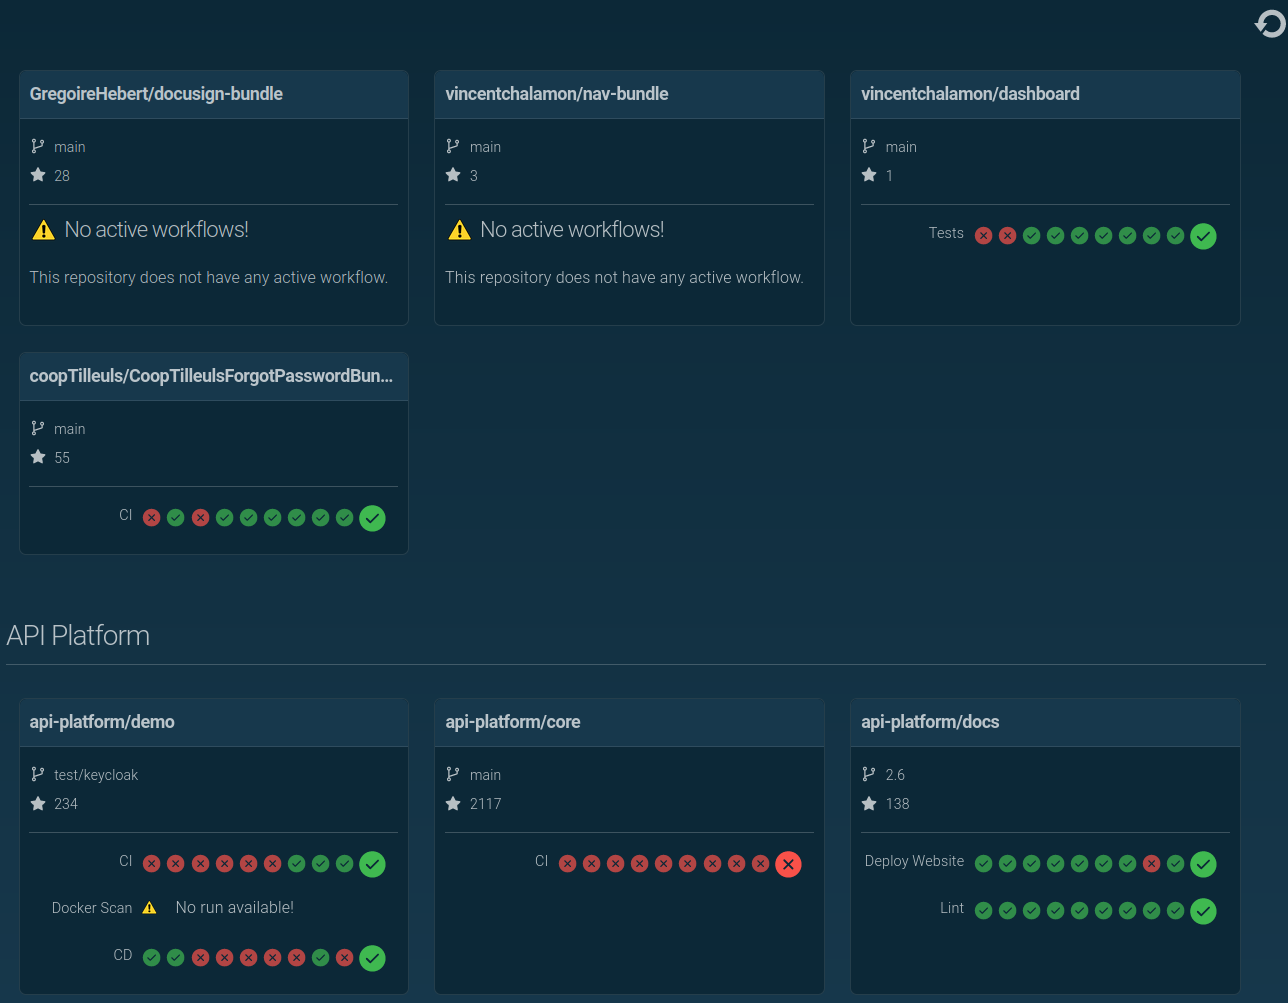 GregoireHebert/docusign-bundle
main
28
No active workflows!
This repository does not have any active workflow.
vincentchalamon/nav-bundle
main
3
No active workflows!
This repository does not have any active workflow.
vincentchalamon/dashboard
main
1
Tests
coopTilleuls/CoopTilleulsForgotPasswordBun...
main
55
CI
API Platform
api-platform/demo
test/keycloak
234
CI
Docker Scan No run available!
CD
api-platform/core
main
2117
CI
api-platform/docs
2.6
138
Deploy Website
Lint